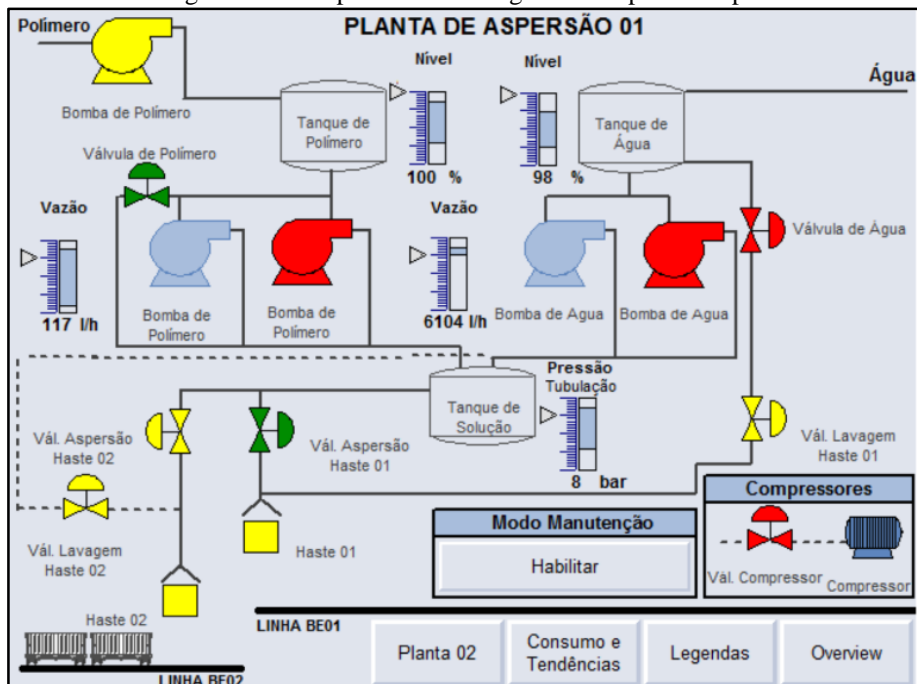 PLANTA DE ASPERSÃO 01
Polímero
Bomba de Polímero
Nível
Nível
Água
Tanque de
Polímero
Tanque de
Água
100 %
98 %
Válvula de Polímero
Vazão
Vazão
Válvula de Água
117 l/h
Bomba de
Polímero
Bomba de
Polímero
6104 l/h
Bomba de Agua
Bomba de Agua
Pressão
Tubulação
Tanque de
Solução
8 bar
Vál. Aspersão
Haste 02
Vál. Aspersão
Haste 01
Vál. Lavagem
Haste 01
Vál. Lavagem
Haste 02
Haste 01
Haste 02
Modo Manutenção
Habilitar
Compressores
Vál. Compressor
Compressor
LINHA BE01
LINHA BE02
Planta 02
Consumo e
Tendências
Legendas
Overview